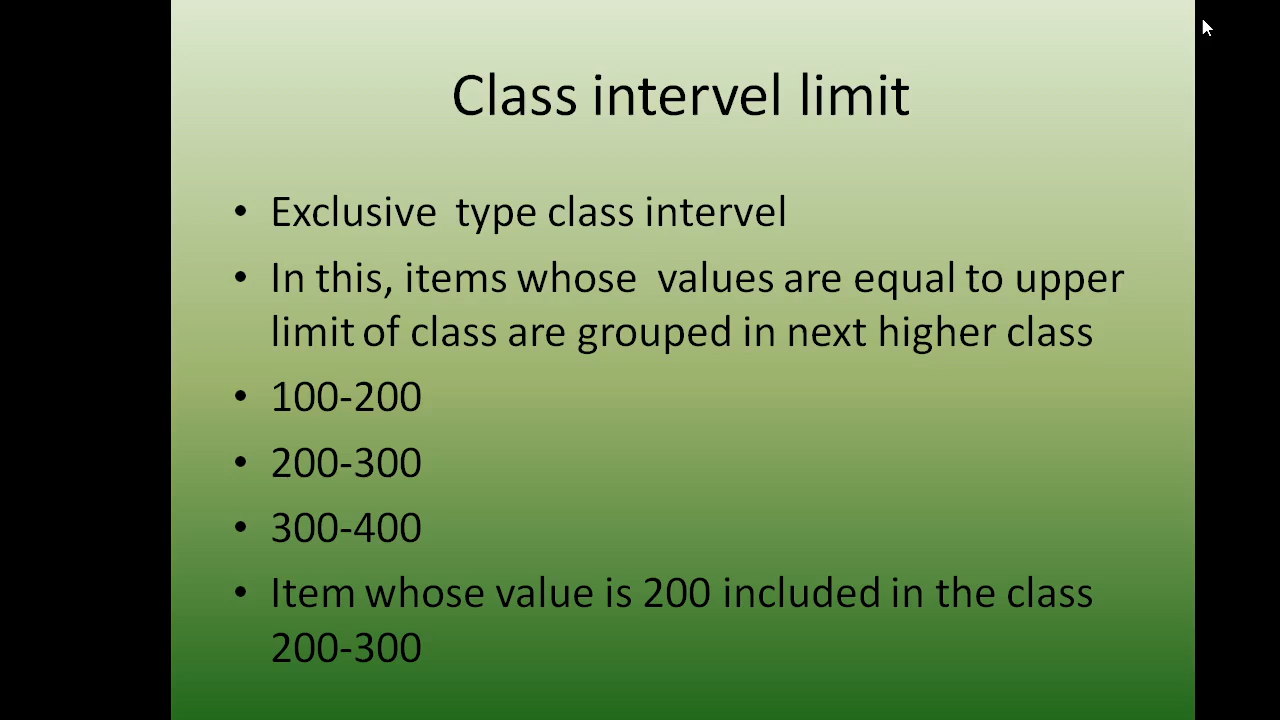 Class intervel limit
• Exclusive  type class intervel
• In this, items whose  values are equal to upper
limit of class are grouped in next higher class
• 100-200
• 200-300
• 300-400
• Item whose value is 200 included in the class
200-300